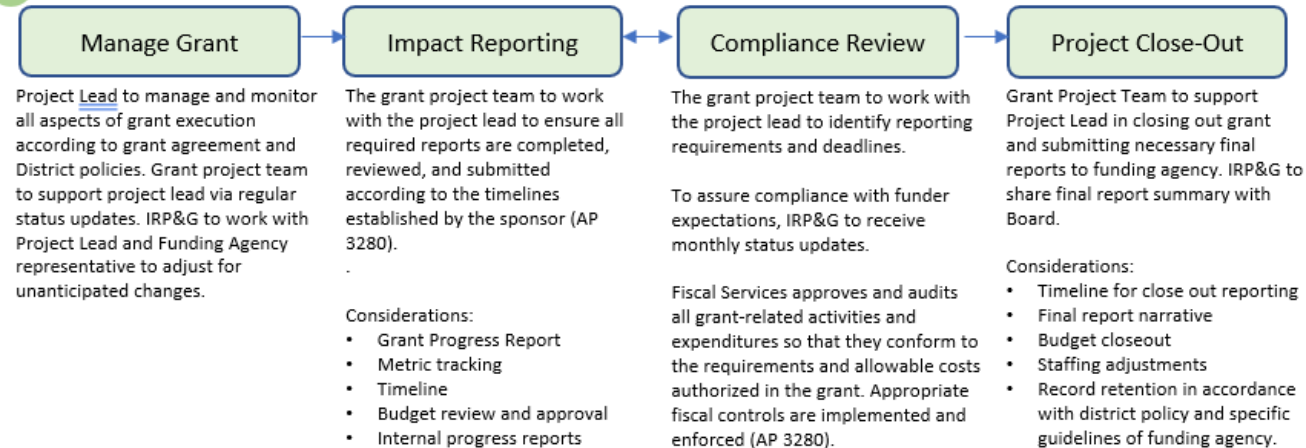 Manage Grant
Project Lead to manage and monitor
all aspects of grant execution
according to grant agreement and
District policies. Grant project team
to support project lead via regular
status updates. IRP&G to work with
Project Lead and Funding Agency
representative to adjust for
unanticipated changes.
Impact Reporting
The grant project team to work
with the project lead to ensure all
required reports are completed,
reviewed, and submitted
according to the timelines
established by the sponsor (AP
3280).
.
Considerations:
• Grant Progress Report
• Metric tracking
• Timeline
• Budget review and approval
• Internal progress reports
Compliance Review
The grant project team to work with
the project lead to identify reporting
requirements and deadlines.
To assure compliance with funder
expectations, IRP&G to receive
monthly status updates.
Fiscal Services approves and audits
all grant-related activities and
expenditures so that they conform to
the requirements and allowable costs
authorized in the grant. Appropriate
fiscal controls are implemented and
enforced (AP 3280).
Project Close-Out
Grant Project Team to support
Project Lead in closing out grant
and submitting necessary final
reports to funding agency. IRP&G to
share final report summary with
Board.
Considerations:
• Timeline for close out reporting
• Final report narrative
• Budget closeout
• Staffing adjustments
• Record retention in accordance
with district policy and specific
guidelines of funding agency.